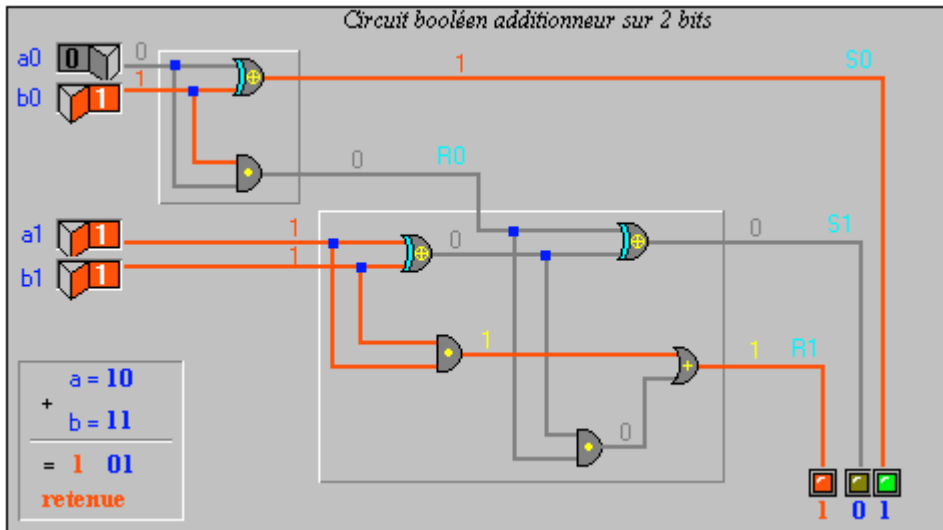 Circuit booléen additionneur sur 2 bits
a0 0 0
1 S0
b0 1 1
0 R0
a1 1 1
1 0 0 S1
b1 1
1 1 R1
0
a = 10
+
b = 11
= 1 01
retenue
1 0 1